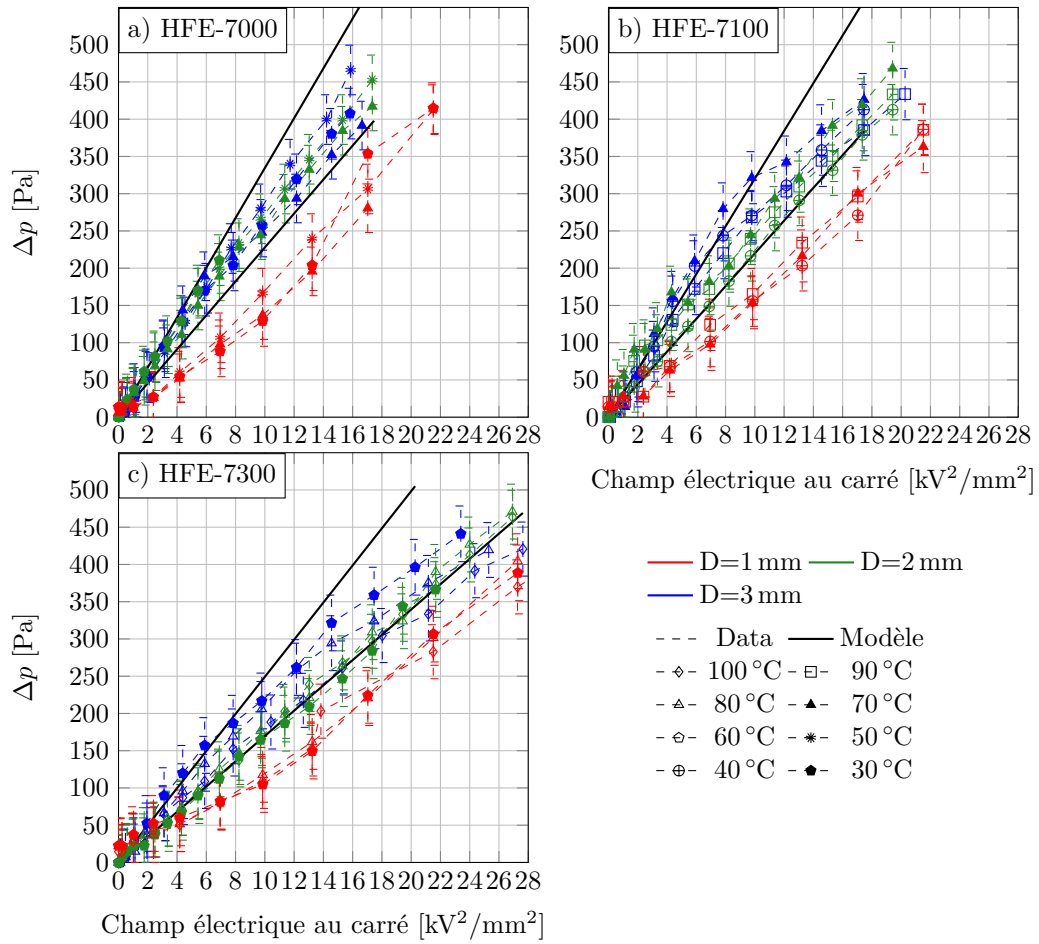 a) HFE-7000
500
450
400
350
300
250
200
150
100
50
0
Δp [Pa]
0 2 4 6 8 10 12 14 16 18 20 22 24 26 28
b) HFE-7100
500
450
400
350
300
250
200
150
100
50
0
0 2 4 6 8 10 12 14 16 18 20 22 24 26 28
Champ électrique au carré [kV²/mm²]
c) HFE-7300
500
450
400
350
300
250
200
150
100
50
0
Δp [Pa]
0 2 4 6 8 10 12 14 16 18 20 22 24 26 28
Champ électrique au carré [kV²/mm²]
D=1 mm D=2 mm
D=3 mm
Data Modèle
100 °C 90 °C
80 °C 70 °C
60 °C 50 °C
40 °C 30 °C